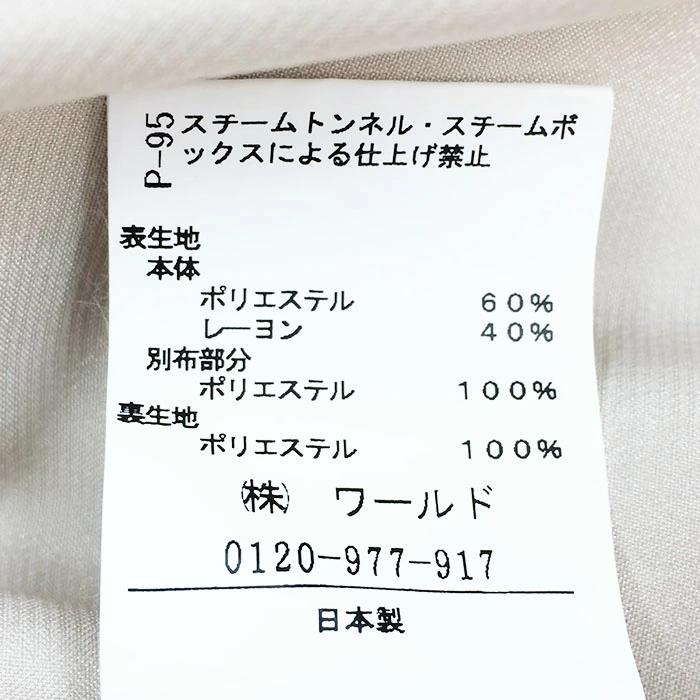 P-95
スチームトンネル・スチームボ
ックスによる仕上げ禁止
表生地
本体
ポリエステル 60%
レーヨン 40%
別布部分
ポリエステル 100%
裏生地
ポリエステル 100%
㈱ ワールド
0120-977-917
日本製